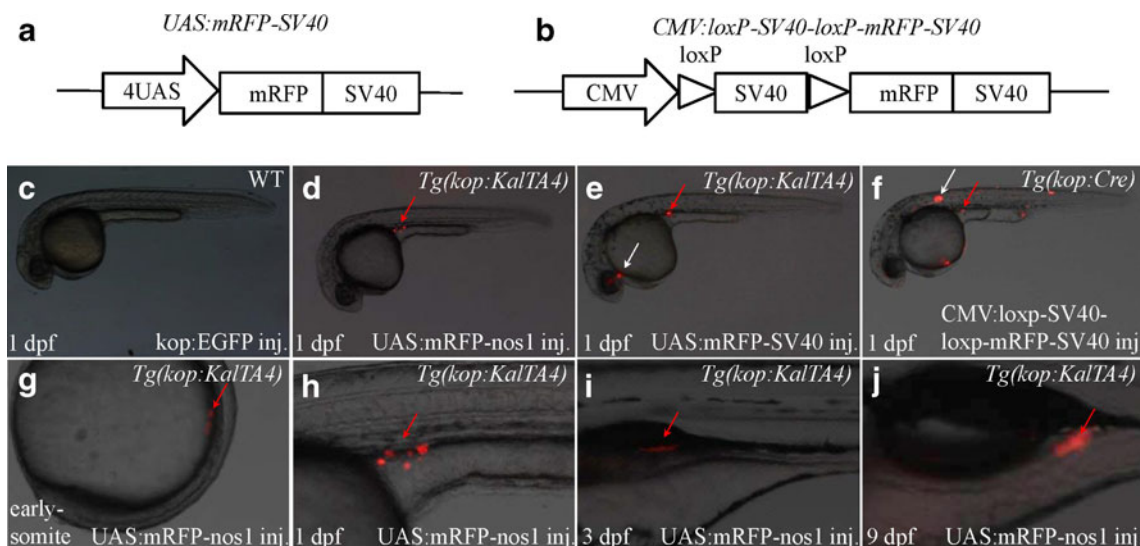 a
UAS:mRFP-SV40
4UAS
mRFP
SV40
b
CMV:loxP-SV40-loxP-mRFP-SV40
loxP
loxP
CMV
SV40
mRFP
SV40
c
WT
1 dpf
kop:EGFP inj.
d
Tg(kop:KalTA4)
1 dpf
UAS:mRFP-nos1 inj.
e
Tg(kop:KalTA4)
1 dpf
UAS:mRFP-SV40 inj.
f
Tg(kop:Cre)
CMV:loxp-SV40-
1 dpf
loxp-mRFP-SV40 inj.
g
Tg(kop:KalTA4)
early-
somite
UAS:mRFP-nos1 inj.
h
Tg(kop:KalTA4)
1 dpf
UAS:mRFP-nos1 inj.
i
Tg(kop:KalTA4)
3 dpf
UAS:mRFP-nos1 inj.
j
Tg(kop:KalTA4)
9 dpf
UAS:mRFP-nos1 inj.